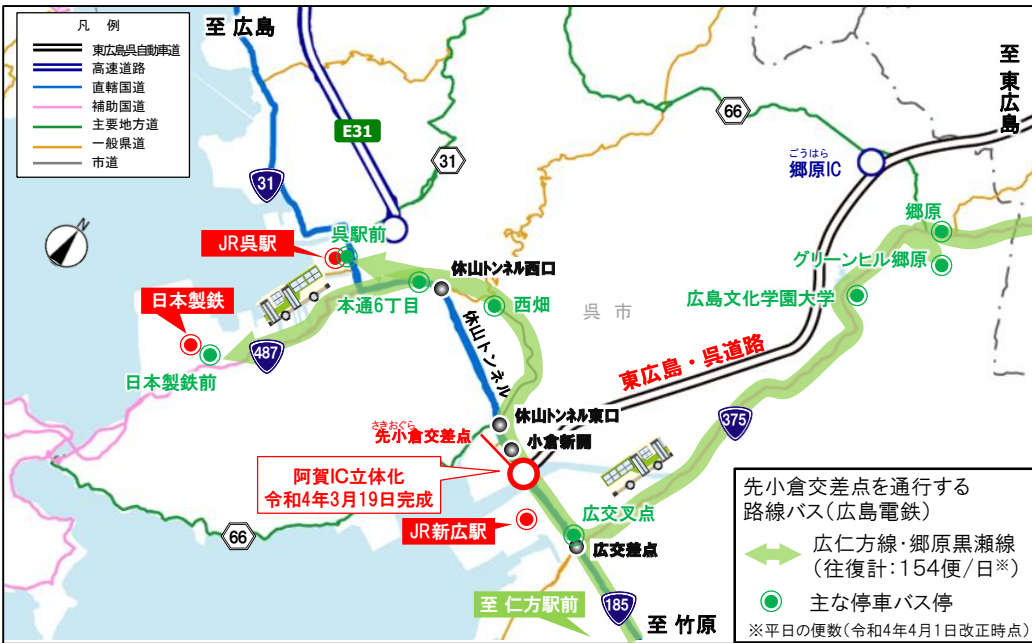 凡 例
東広島呉自動車道
高速道路
直轄国道
補助国道
主要地方道
一般県道
市道
至 広島
E31
31
31
66
至 東広島
ごうはら
郷原IC
N
JR呉駅
呉駅前
休山トンネル西口
郷原
グリーンヒル郷原
広島文化学園大学
本通6丁目
西畑
呉 市
日本製鉄
日本製鉄前
487
休山トンネル
東広島・呉道路
375
休山トンネル東口
さきおぐら
先小倉交差点
小倉新開
阿賀IC立体化
令和4年3月19日完成
66
JR新広駅
広交叉点
広交差点
至 仁方駅前
185
至 竹原
先小倉交差点を通行する
路線バス(広島電鉄)
広仁方線・郷原黒瀬線
(往復計:154便/日※)
主な停車バス停
※平日の便数(令和4年4月1日改正時点)